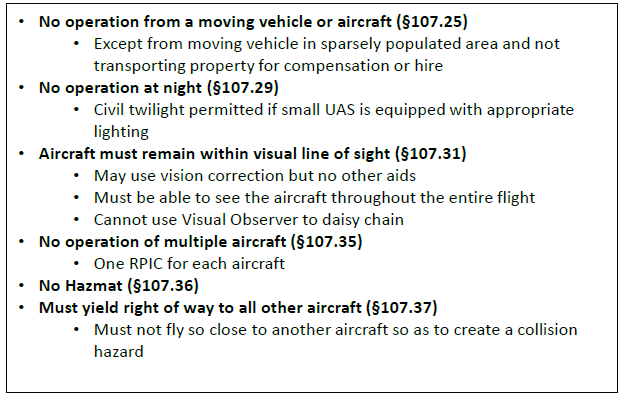 • No operation from a moving vehicle or aircraft (§107.25)
• Except from moving vehicle in sparsely populated area and not
transporting property for compensation or hire
• No operation at night (§107.29)
• Civil twilight permitted if small UAS is equipped with appropriate
lighting
• Aircraft must remain within visual line of sight (§107.31)
• May use vision correction but no other aids
• Must be able to see the aircraft throughout the entire flight
• Cannot use Visual Observer to daisy chain
• No operation of multiple aircraft (§107.35)
• One RPIC for each aircraft
• No Hazmat (§107.36)
• Must yield right of way to all other aircraft (§107.37)
• Must not fly so close to another aircraft so as to create a collision
hazard